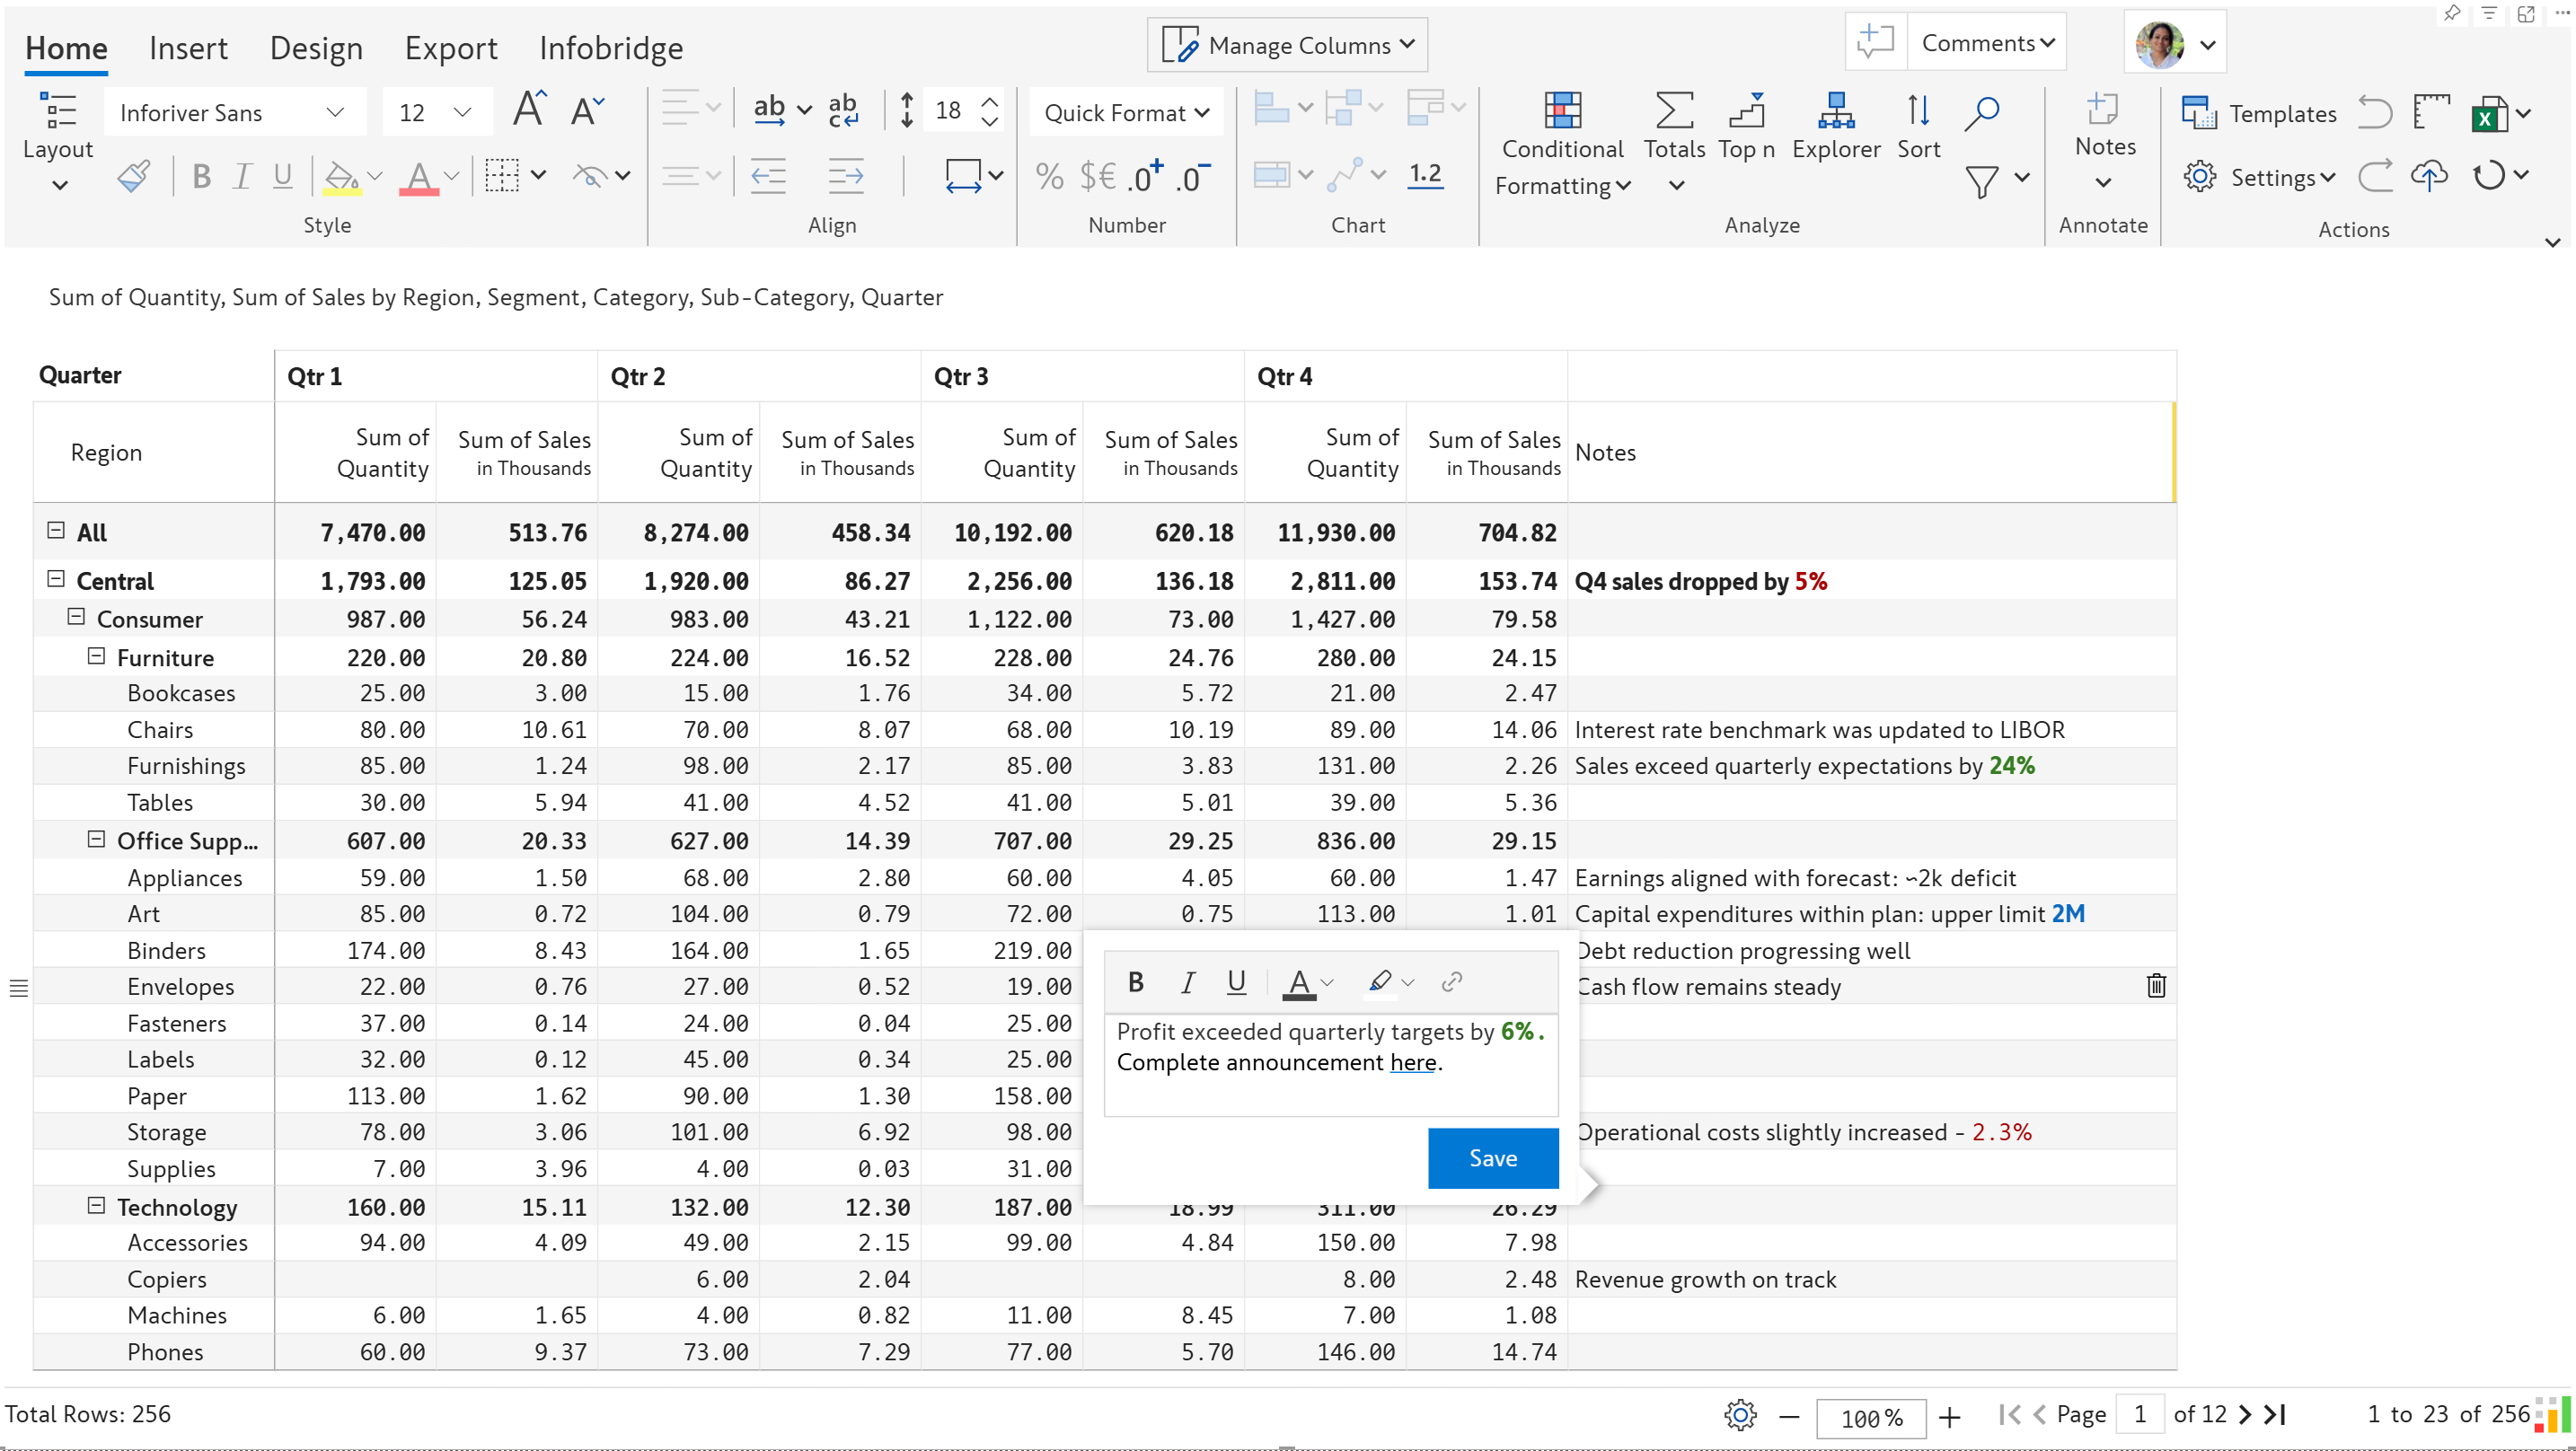 Home Insert Design Export Infobridge Manage Columns Comments
Inforiver Sans 12 A A ab ab c 18 Quick Format Templates
Layout Conditional Formatting Totals Top n Explorer Sort Notes
B I U A % $€ .0+ .0- 1.2 Settings
Style Align Number Chart Analyze Annotate Actions
Sum of Quantity, Sum of Sales by Region, Segment, Category, Sub-Category, Quarter
Quarter Qtr 1 Qtr 2 Qtr 3 Qtr 4
Region Sum of Quantity Sum of Sales in Thousands Sum of Quantity Sum of Sales in Thousands Sum of Quantity Sum of Sales in Thousands Sum of Quantity Sum of Sales in Thousands Notes
All 7,470.00 513.76 8,274.00 458.34 10,192.00 620.18 11,930.00 704.82
Central 1,793.00 125.05 1,920.00 86.27 2,256.00 136.18 2,811.00 153.74 Q4 sales dropped by 5%
Consumer 987.00 56.24 983.00 43.21 1,122.00 73.00 1,427.00 79.58
Furniture 220.00 20.80 224.00 16.52 228.00 24.76 280.00 24.15
Bookcases 25.00 3.00 15.00 1.76 34.00 5.72 21.00 2.47
Chairs 80.00 10.61 70.00 8.07 68.00 10.19 89.00 14.06 Interest rate benchmark was updated to LIBOR
Furnishings 85.00 1.24 98.00 2.17 85.00 3.83 131.00 2.26 Sales exceed quarterly expectations by 24%
Tables 30.00 5.94 41.00 4.52 41.00 5.01 39.00 5.36
Office Supp... 607.00 20.33 627.00 14.39 707.00 29.25 836.00 29.15
Appliances 59.00 1.50 68.00 2.80 60.00 4.05 60.00 1.47 Earnings aligned with forecast: ~2k deficit
Art 85.00 0.72 104.00 0.79 72.00 0.75 113.00 1.01 Capital expenditures within plan: upper limit 2M
Binders 174.00 8.43 164.00 1.65 219.00 Debt reduction progressing well
Envelopes 22.00 0.76 27.00 0.52 19.00 Cash flow remains steady
Fasteners 37.00 0.14 24.00 0.04 25.00
Labels 32.00 0.12 45.00 0.34 25.00
Paper 113.00 1.62 90.00 1.30 158.00
Storage 78.00 3.06 101.00 6.92 98.00 Operational costs slightly increased - 2.3%
Supplies 7.00 3.96 4.00 0.03 31.00
B I U A
Profit exceeded quarterly targets by 6%.
Complete announcement here.
Save
Technology 160.00 15.11 132.00 12.30 187.00 18.99 311.00 26.29
Accessories 94.00 4.09 49.00 2.15 99.00 4.84 150.00 7.98
Copiers 6.00 2.04 8.00 2.48 Revenue growth on track
Machines 6.00 1.65 4.00 0.82 11.00 8.45 7.00 1.08
Phones 60.00 9.37 73.00 7.29 77.00 5.70 146.00 14.74
Total Rows: 256 100% Page 1 of 12 1 to 23 of 256